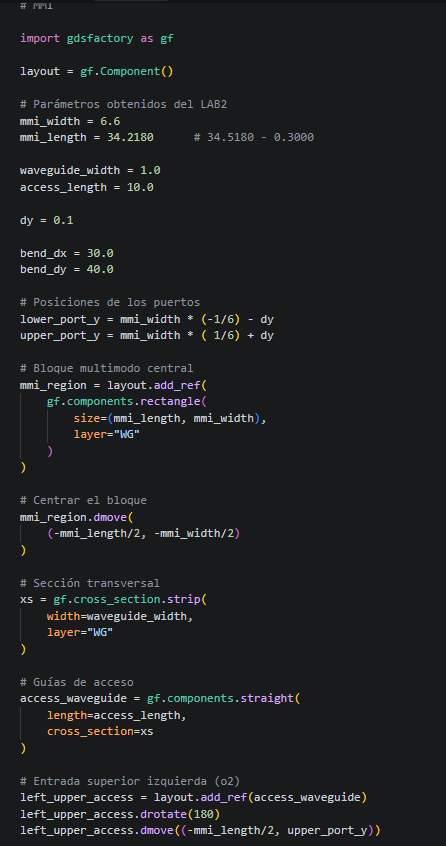 # MMI
import gdsfactory as gf
layout = gf.Component()
# Parámetros obtenidos del LAB2
mmi_width = 6.6
mmi_length = 34.2180      # 34.5180 - 0.3000
waveguide_width = 1.0
access_length = 10.0
dy = 0.1
bend_dx = 30.0
bend_dy = 40.0
# Posiciones de los puertos
lower_port_y = mmi_width * (-1/6) - dy
upper_port_y = mmi_width * ( 1/6) + dy
# Bloque multimodo central
mmi_region = layout.add_ref(
    gf.components.rectangle(
        size=(mmi_length, mmi_width),
        layer="WG"
    )
)
# Centrar el bloque
mmi_region.dmove(
    (-mmi_length/2, -mmi_width/2)
)
# Sección transversal
xs = gf.cross_section.strip(
    width=waveguide_width,
    layer="WG"
)
# Guías de acceso
access_waveguide = gf.components.straight(
    length=access_length,
    cross_section=xs
)
# Entrada superior izquierda (o2)
left_upper_access = layout.add_ref(access_waveguide)
left_upper_access.drotate(180)
left_upper_access.dmove((-mmi_length/2, upper_port_y))